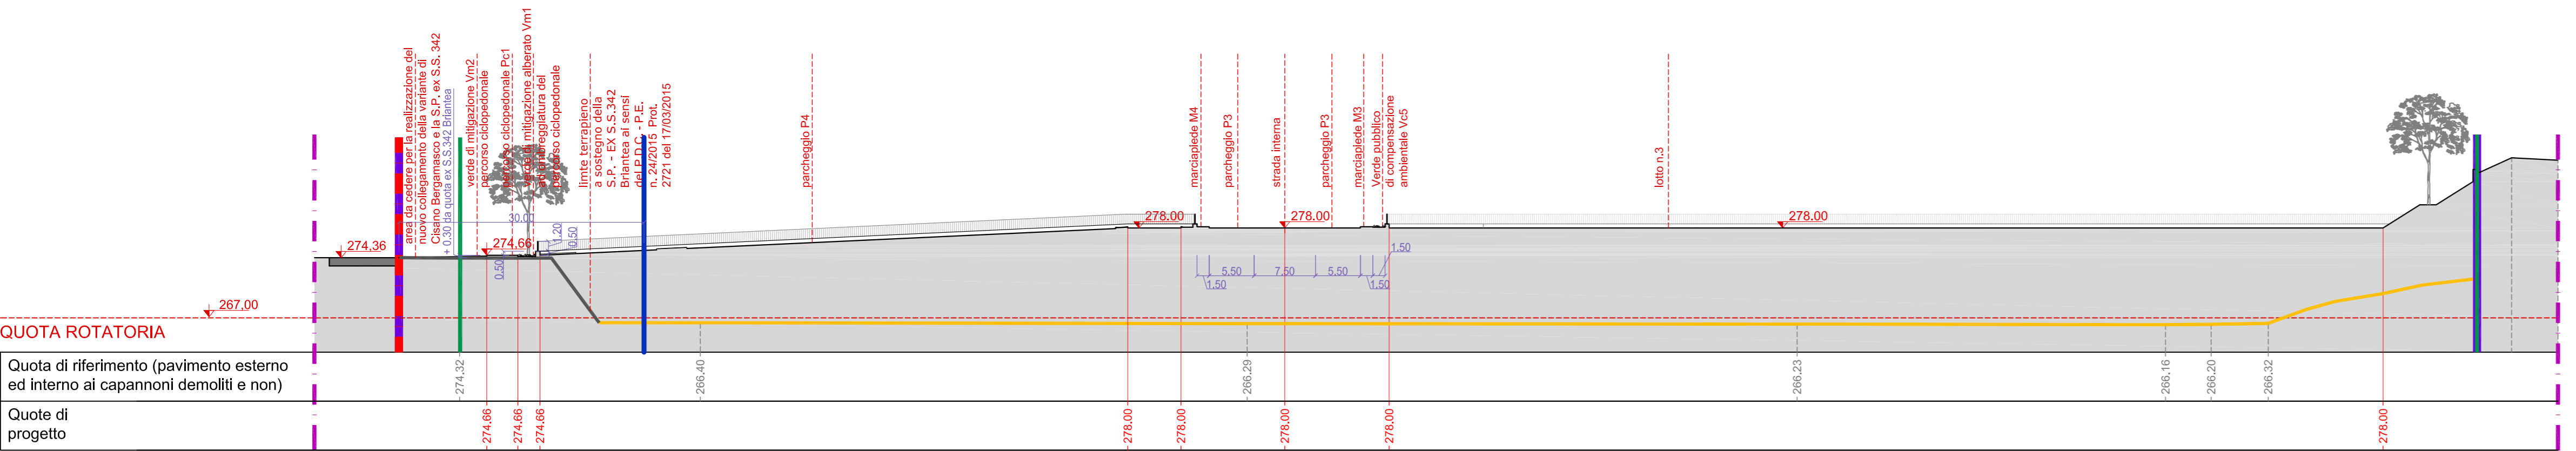 area da cedere per la realizzazione del
nuovo collegamento della variante di
Cisano Bergamasco e la S.P. ex S.S. 342
+ 0,30 da quota ex S.S.342 Briantea
verde di mitigazione Vm2
percorso ciclopedonale
percorso ciclopedonale Pc1
verde di mitigazione alberato Vm1
ad ombreggiatura del
percorso ciclopedonale
limite terrapieno
a sostegno della
S.P. - EX S.S.342
Briantea ai sensi
del P.D.C. - P.E.
n. 24/2015 Prot.
2721 del 17/03/2015
parcheggio P4
marciapiede M4
parcheggio P3
strada interna
parcheggio P3
marciapiede M3
Verde pubblico
di compensazione
ambientale Vc5
lotto n.3
274,36
274,66
30.00
1.20
0.50
0.50
278.00
278.00
278.00
1.50
5.50
7.50
5.50
1.50
1.50
267,00
QUOTA ROTATORIA
Quota di riferimento (pavimento esterno
ed interno ai capannoni demoliti e non)
274.32
266.40
266.29
266.23
266.16
266.20
266.32
Quote di
progetto
274.66
274.66
274.66
278.00
278.00
278.00
278.00
278.00